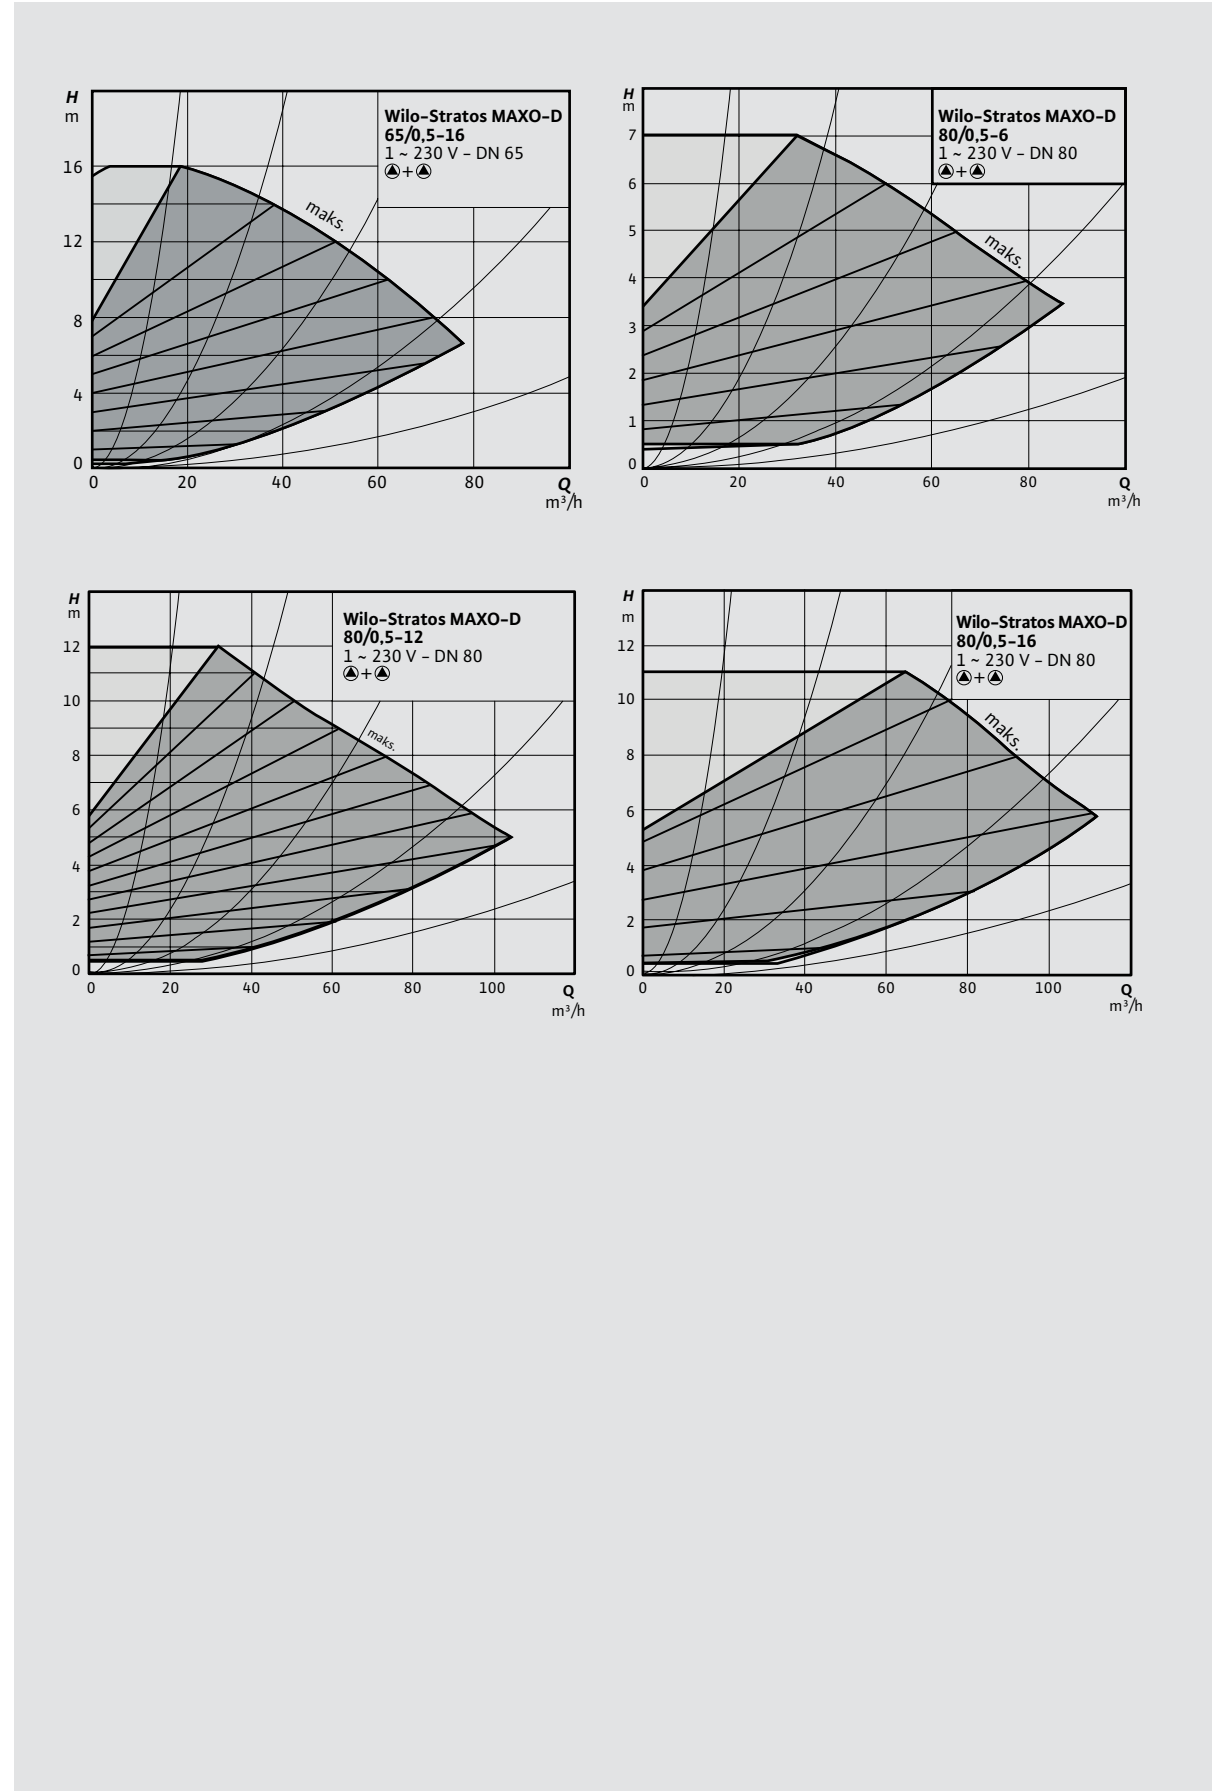 H
m
Wilo-Stratos MAXO-D
65/0,5-16
1 ~ 230 V - DN 65
+
maks.
16
12
8
4
0
0 20 40 60 80 Q
m³/h
H
m
Wilo-Stratos MAXO-D
80/0,5-6
1 ~ 230 V - DN 80
+
maks.
7
6
5
4
3
2
1
0
0 20 40 60 80 Q
m³/h
H
m
Wilo-Stratos MAXO-D
80/0,5-12
1 ~ 230 V - DN 80
+
maks.
12
10
8
6
4
2
0
0 20 40 60 80 100 Q
m³/h
H
m
Wilo-Stratos MAXO-D
80/0,5-16
1 ~ 230 V - DN 80
+
maks.
12
10
8
6
4
2
0
0 20 40 60 80 100 Q
m³/h